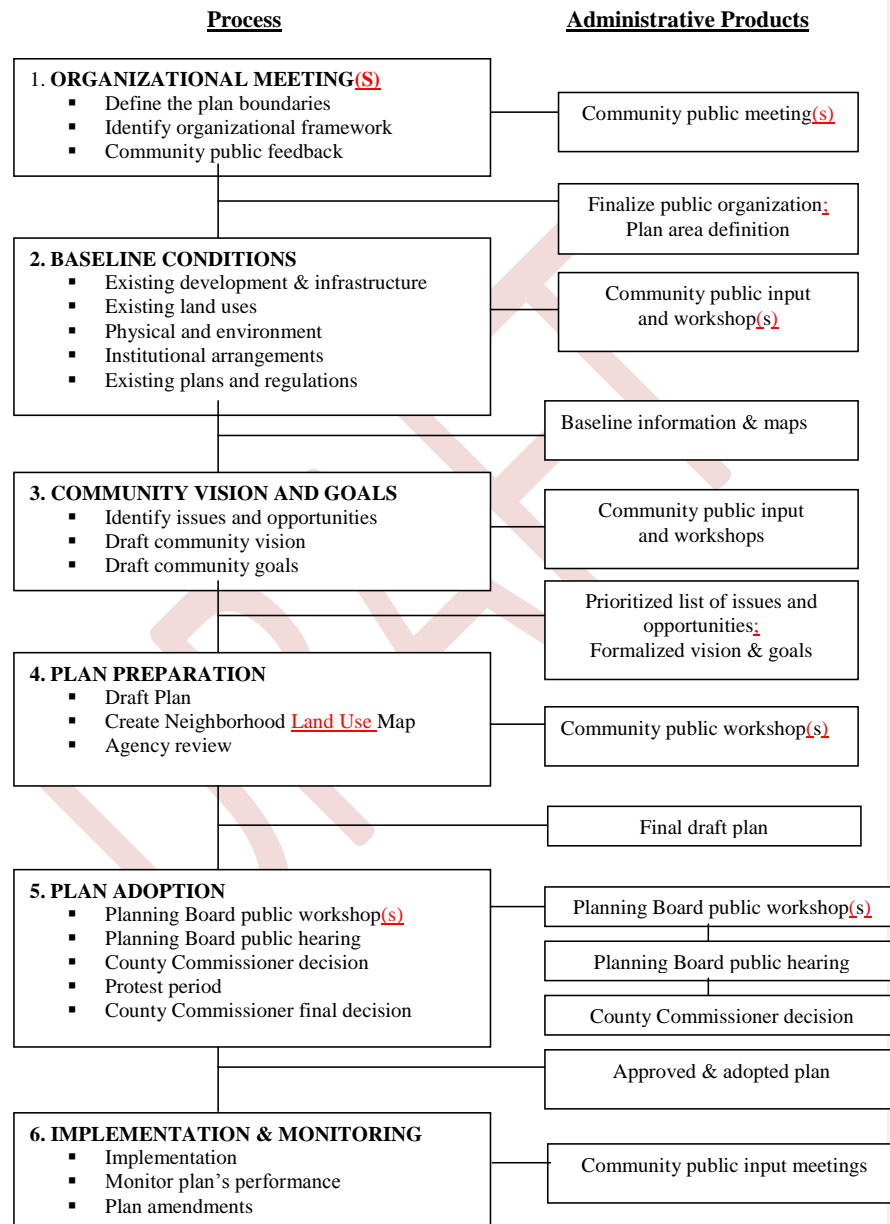 Process
Administrative Products
1. ORGANIZATIONAL MEETING(S)
▪ Define the plan boundaries
▪ Identify organizational framework
▪ Community public feedback
Community public meeting(s)
Finalize public organization;
Plan area definition
2. BASELINE CONDITIONS
▪ Existing development & infrastructure
▪ Existing land uses
▪ Physical and environment
▪ Institutional arrangements
▪ Existing plans and regulations
Community public input
and workshop(s)
Baseline information & maps
3. COMMUNITY VISION AND GOALS
▪ Identify issues and opportunities
▪ Draft community vision
▪ Draft community goals
Community public input
and workshops
Prioritized list of issues and
opportunities;
Formalized vision & goals
4. PLAN PREPARATION
▪ Draft Plan
▪ Create Neighborhood Land Use Map
▪ Agency review
Community public workshop(s)
Final draft plan
5. PLAN ADOPTION
▪ Planning Board public workshop(s)
▪ Planning Board public hearing
▪ County Commissioner decision
▪ Protest period
▪ County Commissioner final decision
Planning Board public workshop(s)
Planning Board public hearing
County Commissioner decision
Approved & adopted plan
6. IMPLEMENTATION & MONITORING
▪ Implementation
▪ Monitor plan’s performance
▪ Plan amendments
Community public input meetings
DRAFT